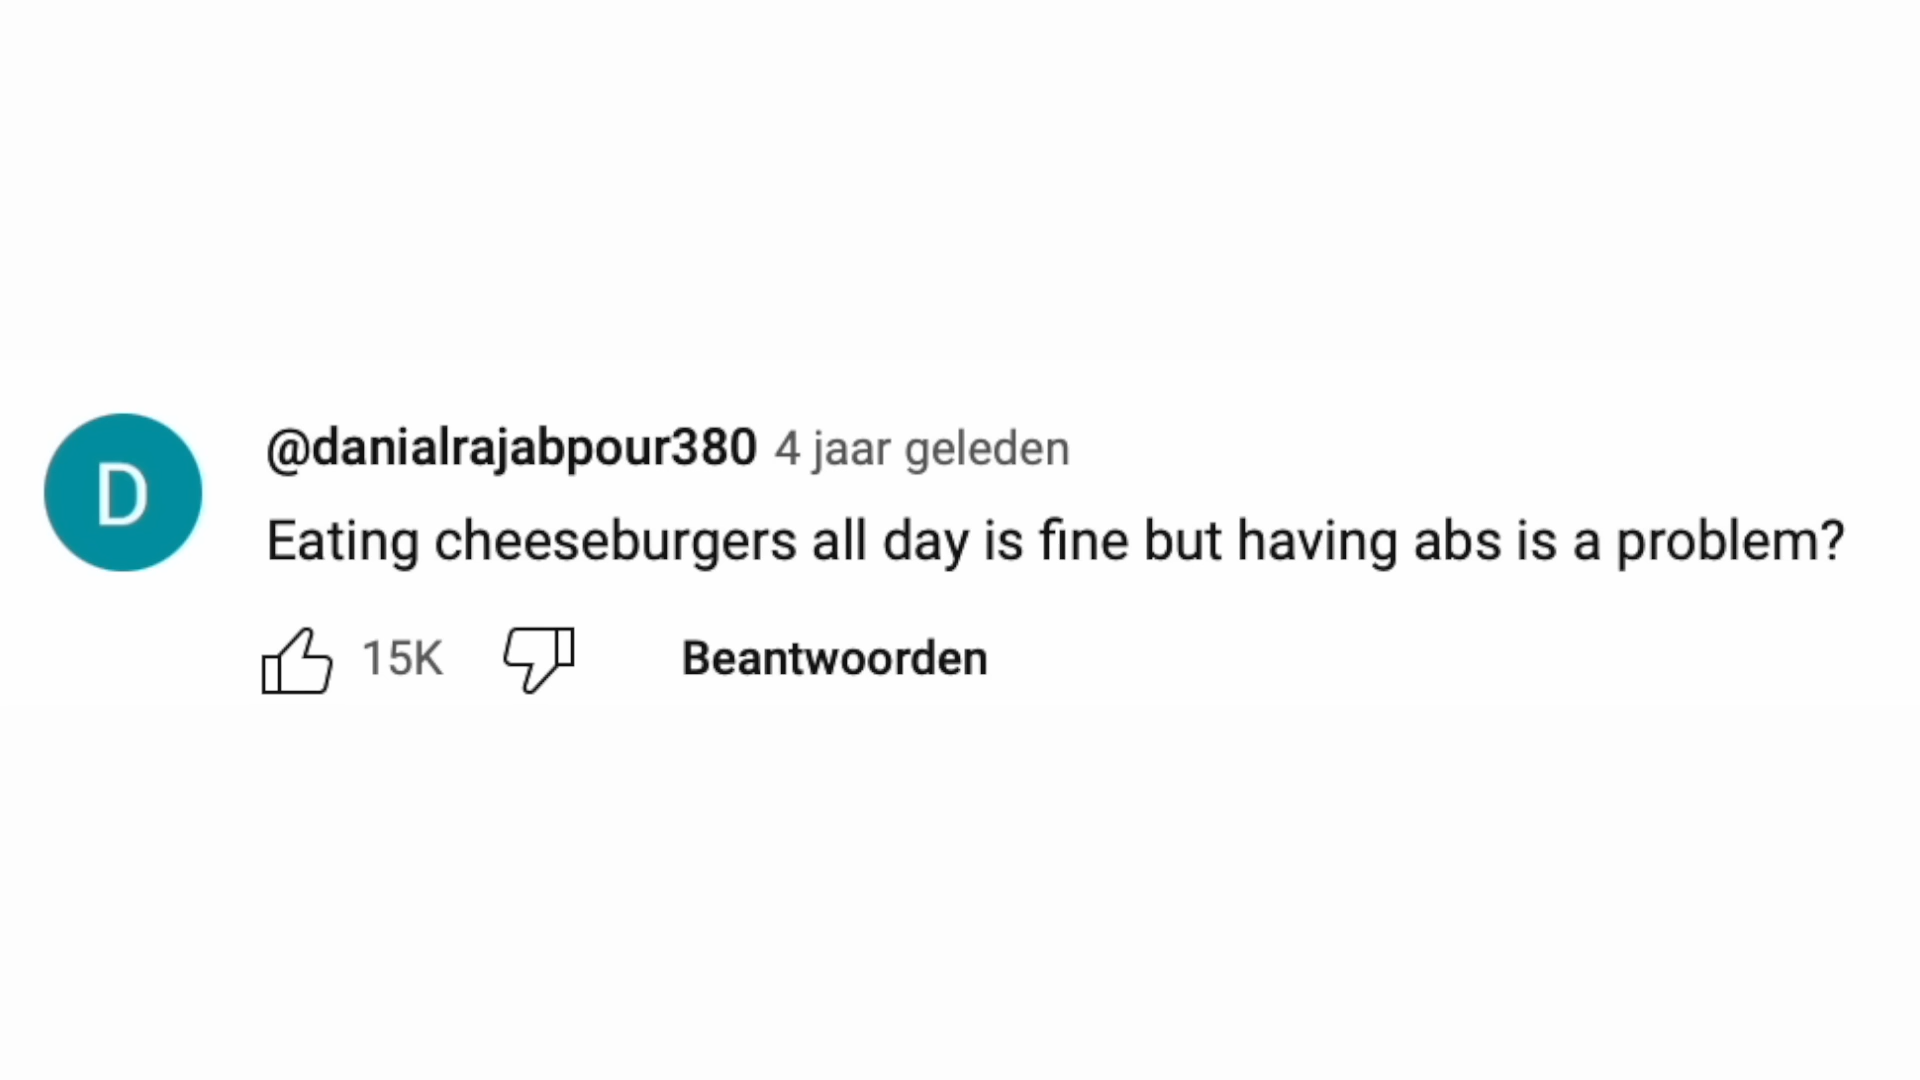 D
@danialrajabpour380 4 jaar geleden
Eating cheeseburgers all day is fine but having abs is a problem?
15K Beantwoorden